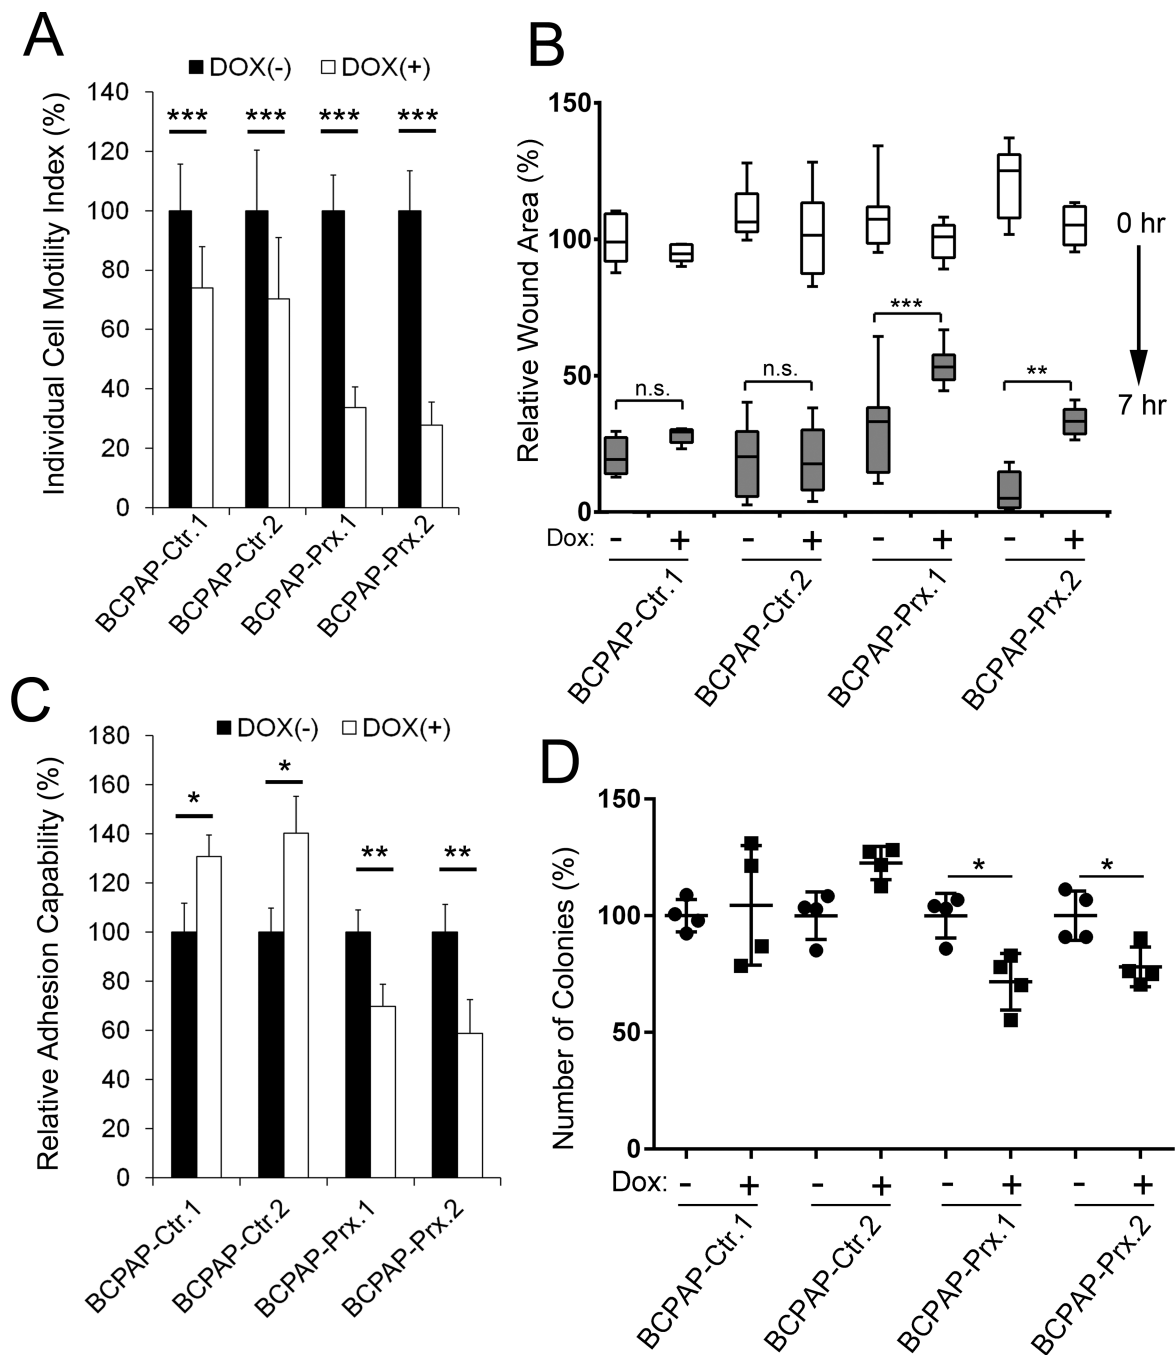 A
DOX(-) DOX(+)
Individual Cell Motility Index (%)
140
120
100
80
60
40
20
0
*** *** *** ***
BCPAP-Ctr.1
BCPAP-Ctr.2
BCPAP-Prx.1
BCPAP-Prx.2
B
Relative Wound Area (%)
150
100
50
0
n.s.
n.s.
***
**
0 hr
7 hr
Dox: - + - + - + - +
BCPAP-Ctr.1
BCPAP-Ctr.2
BCPAP-Prx.1
BCPAP-Prx.2
C
DOX(-) DOX(+)
Relative Adhesion Capability (%)
180
160
140
120
100
80
60
40
20
0
* * ** **
BCPAP-Ctr.1
BCPAP-Ctr.2
BCPAP-Prx.1
BCPAP-Prx.2
D
Number of Colonies (%)
150
100
50
0
* *
Dox: - + - + - + - +
BCPAP-Ctr.1
BCPAP-Ctr.2
BCPAP-Prx.1
BCPAP-Prx.2